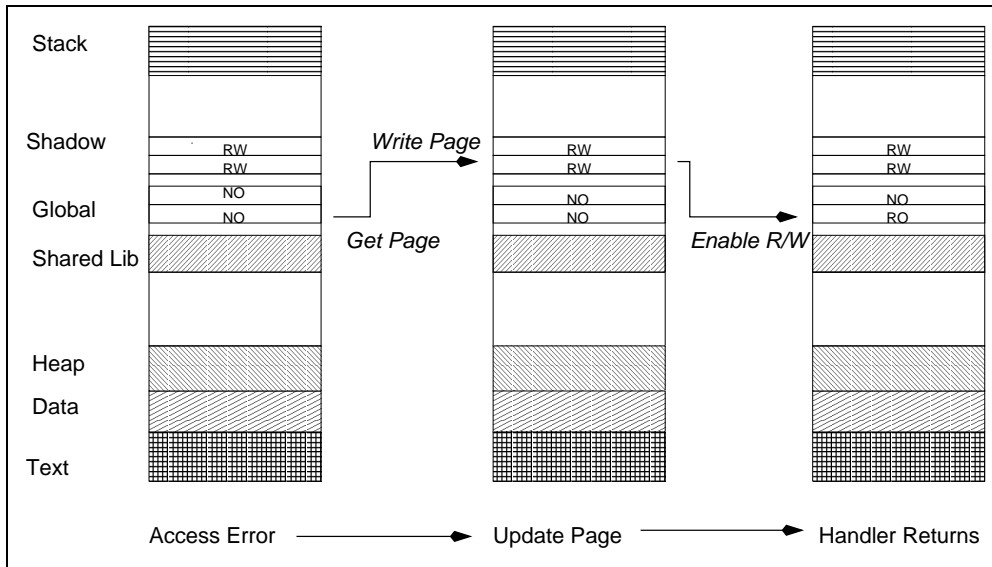 Stack
Shadow
Global
Shared Lib
Heap
Data
Text
RW
RW
NO
NO
Get Page
Write Page
RW
RW
NO
NO
Enable R/W
RW
RW
NO
RO
Access Error
Update Page
Handler Returns